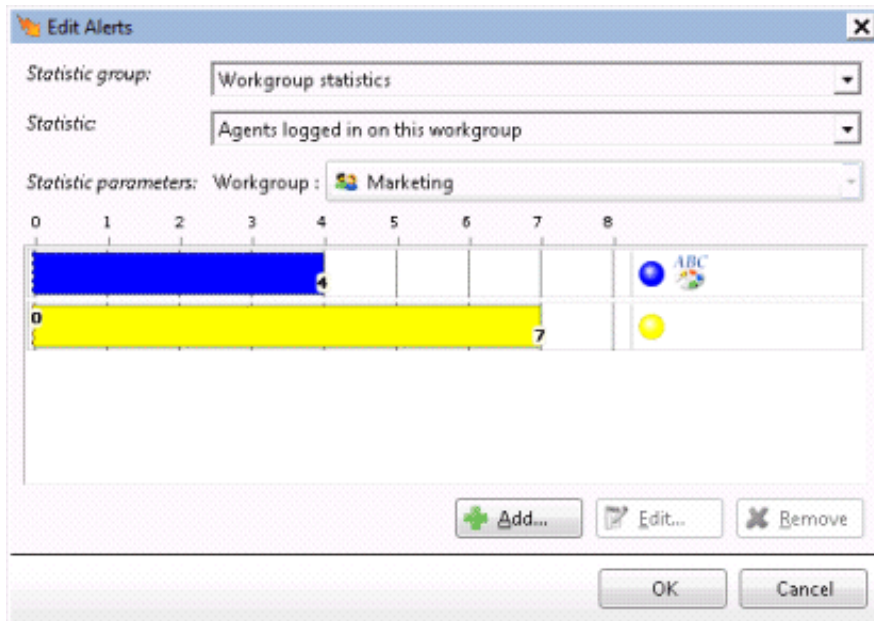 Edit Alerts
Statistic group: Workgroup statistics
Statistic: Agents logged in on this workgroup
Statistic parameters: Workgroup : Marketing
0 1 2 3 4 5 6 7 8
4 ABC
0
7
Add... Edit... Remove
OK Cancel